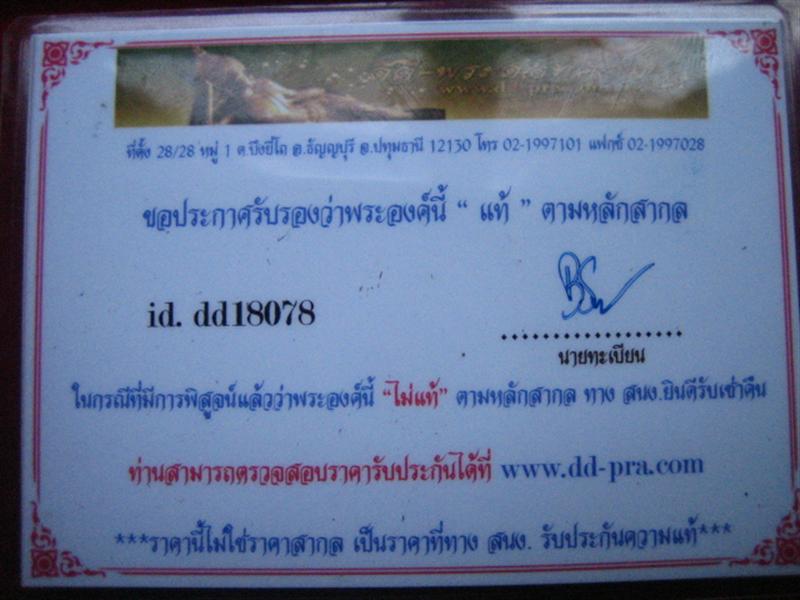 ดีดี-พระ
www.dd-pra.
ที่ตั้ง 28/28 หมู่ 1 ต.บึงยี่โถ อ.ธัญญบุรี จ.ปทุมธานี 12130 โทร 02-1997101 แฟกซ์ 02-1997028
ขอประกาศรับรองว่าพระองค์นี้ “ แท้ ” ตามหลักสากล
id. dd18078
นายทะเบียน
ในกรณีที่มีการพิสูจน์แล้วว่าพระองค์นี้ “ไม่แท้” ตามหลักสากล ทาง สนง.ยินดีรับเช่าคืน
ท่านสามารถตรวจสอบราคารับประกันได้ที่ www.dd-pra.com
***ราคานี้ไม่ใช่ราคาสากล เป็นราคาที่ทาง สนง. รับประกันความแท้***